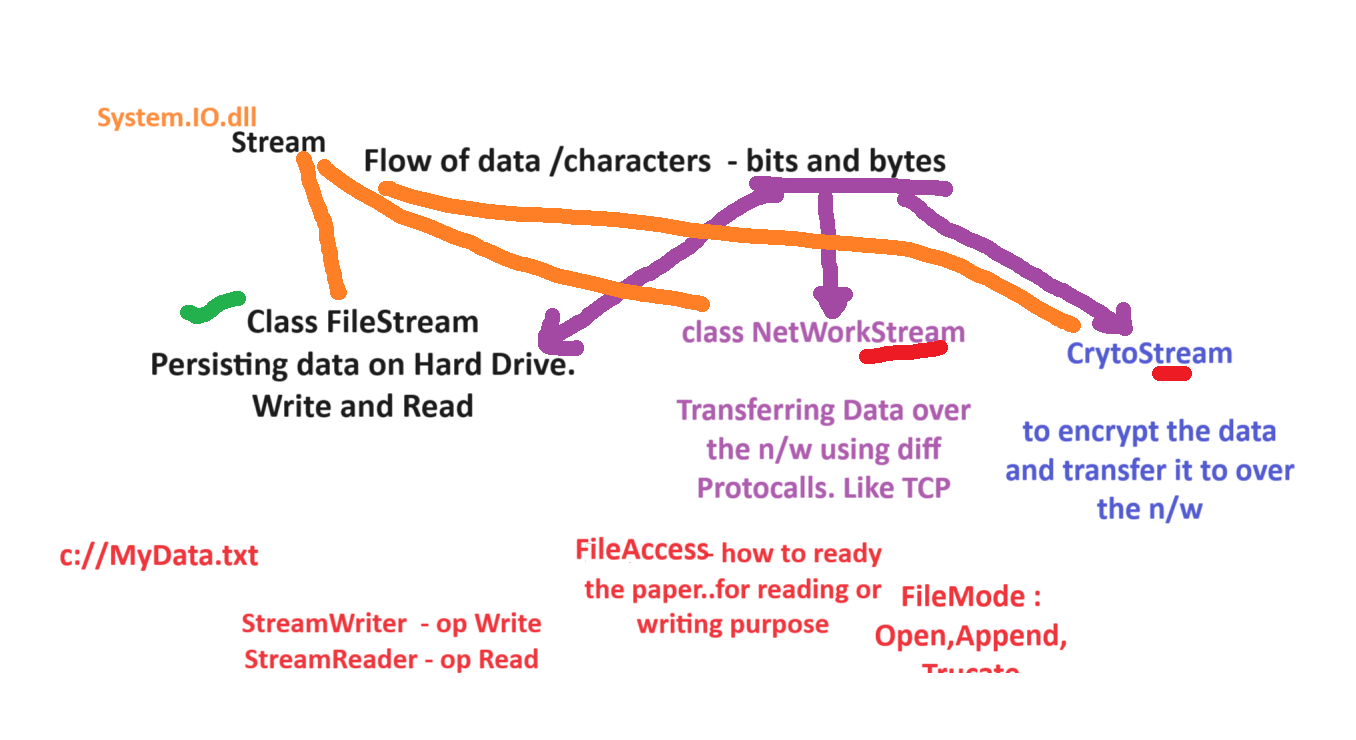 System.IO.dll
Stream
Flow of data /characters  - bits and bytes
Class FileStream
Persisting data on Hard Drive.
Write and Read
class NetWorkStream
Transferring Data over
the n/w using diff
Protocalls. Like TCP
CrytoStream
to encrypt the data
and transfer it to over
the n/w
c://MyData.txt
StreamWriter  - op Write
StreamReader - op Read
FileAccess- how to ready
the paper..for reading or
writing purpose
FileMode :
Open,Append,
Trucate